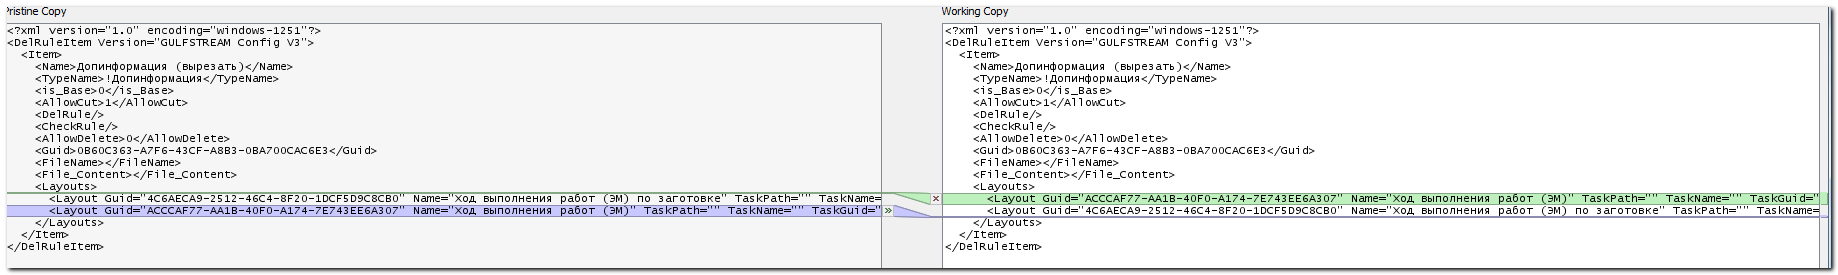 Pristine Copy
<?xml version="1.0" encoding="windows-1251"?>
<DelRuleItem Version="GULFSTREAM Config V3">
<Item>
<Name>Допинформация (вырезать)</Name>
<TypeName>!Допинформация</TypeName>
<is_Base>0</is_Base>
<AllowCut>1</AllowCut>
<DelRule/>
<CheckRule/>
<AllowDelete>0</AllowDelete>
<Guid>0B60C363-A7F6-43CF-A8B3-0BA700CAC6E3</Guid>
<FileName></FileName>
<File_Content></File_Content>
<Layouts>
<Layout Guid="4C6AECA9-2512-46C4-8F20-1DCF5D9C8CB0" Name="Ход выполнения работ (ЭМ) по заготовке" TaskPath="" TaskName=
<Layout Guid="ACCCAF77-AA1B-40F0-A174-7E743EE6A307" Name="Ход выполнения работ (ЭМ)" TaskPath="" TaskName="" TaskGuid="
</Layouts>
</Item>
</DelRuleItem>
Working Copy
<?xml version="1.0" encoding="windows-1251"?>
<DelRuleItem Version="GULFSTREAM Config V3">
<Item>
<Name>Допинформация (вырезать)</Name>
<TypeName>!Допинформация</TypeName>
<is_Base>0</is_Base>
<AllowCut>1</AllowCut>
<DelRule/>
<CheckRule/>
<AllowDelete>0</AllowDelete>
<Guid>0B60C363-A7F6-43CF-A8B3-0BA700CAC6E3</Guid>
<FileName></FileName>
<File_Content></File_Content>
<Layouts>
<Layout Guid="ACCCAF77-AA1B-40F0-A174-7E743EE6A307" Name="Ход выполнения работ (ЭМ)" TaskPath="" TaskName="" TaskGuid="
<Layout Guid="4C6AECA9-2512-46C4-8F20-1DCF5D9C8CB0" Name="Ход выполнения работ (ЭМ) по заготовке" TaskPath="" TaskName=
</Layouts>
</Item>
</DelRuleItem>